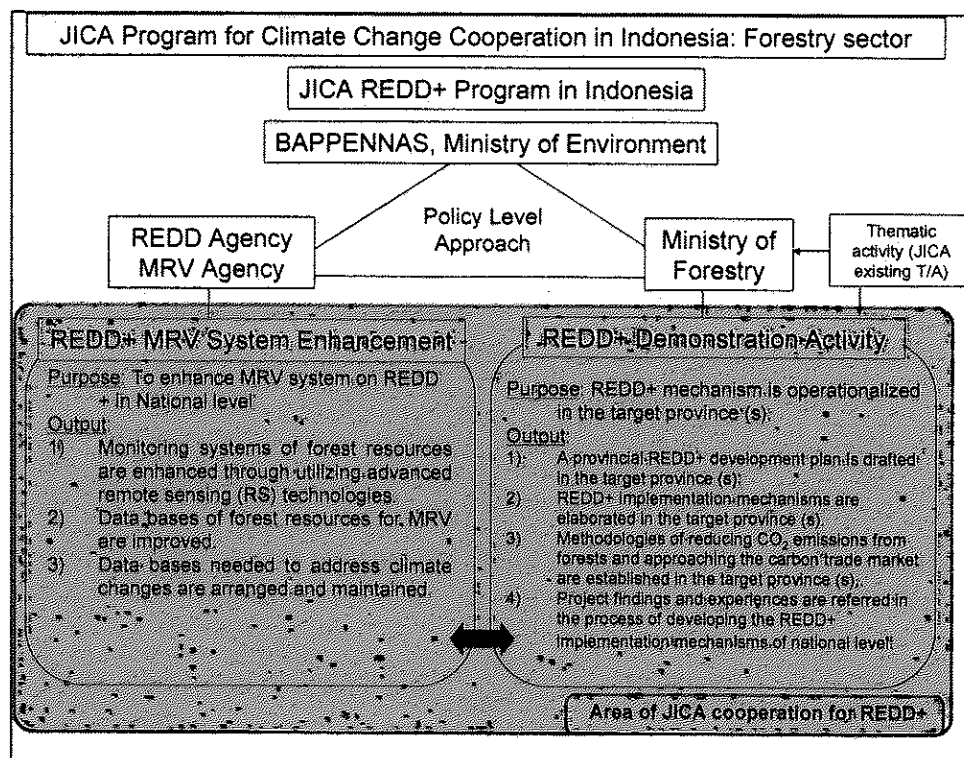 JICA Program for Climate Change Cooperation in Indonesia: Forestry sector
JICA REDD+ Program in Indonesia
BAPPENNAS, Ministry of Environment
Policy Level
Approach
REDD Agency
MRV Agency
Ministry of
Forestry
Thematic
activity (JICA
existing T/A)
REDD+ MRV System Enhancement
Purpose: To enhance MRV system on REDD
+ in National level
Output:
1) Monitoring systems of forest resources
are enhanced through utilizing advanced
remote sensing (RS) technologies.
2) Data bases of forest resources for MRV
are improved.
3) Data bases needed to address climate
changes are arranged and maintained.
REDD+ Demonstration Activity
Purpose: REDD+ mechanism is operationalized
in the target province (s).
Output:
1) A provincial REDD+ development plan is drafted
in the target province (s).
2) REDD+ implementation mechanisms are
elaborated in the target province (s).
3) Methodologies of reducing CO₂ emissions from
forests and approaching the carbon trade market
are established in the target province (s).
4) Project findings and experiences are referred in
the process of developing the REDD+
implementation mechanisms of national level.
Area of JICA cooperation for REDD+